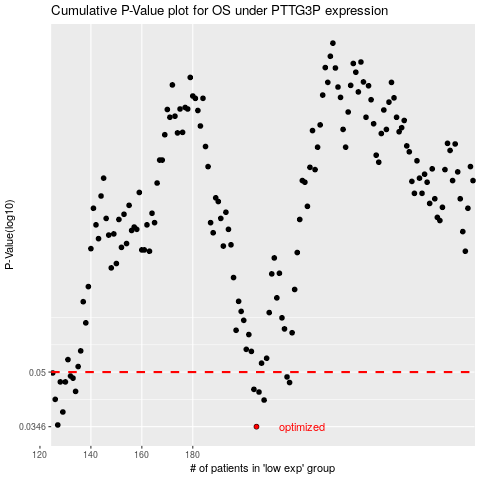 Cumulative P-Value plot for OS under PTTG3P expression
P-Value(log10)
0.05
0.0346
optimized
120 140 160 180
# of patients in 'low exp' group